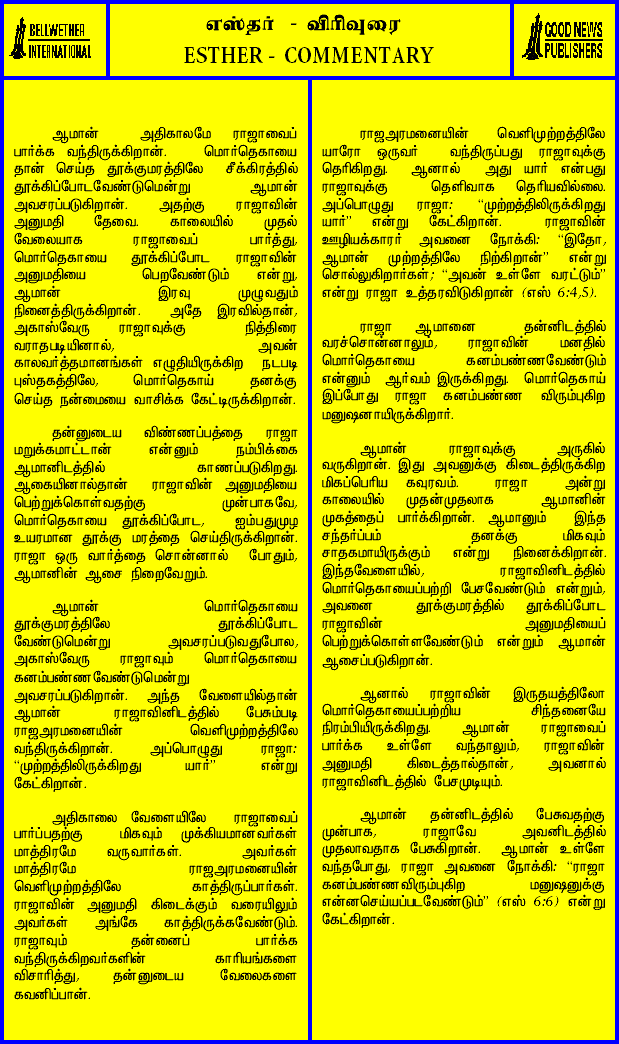 BELLWETHER
INTERNATIONAL
எஸ்தர் - விரிவுரை
ESTHER - COMMENTARY
GOOD NEWS
PUBLISHERS
ஆமான் அதிகாலமே ராஜாவைப்
பார்க்க வந்திருக்கிறான். மொர்தெகாயை
தான் செய்த தூக்குமரத்திலே சீக்கிரத்தில்
தூக்கிப்போடவேண்டுமென்று ஆமான்
அவசரப்படுகிறான். அதற்கு ராஜாவின்
அனுமதி தேவை. காலையில் முதல்
வேலையாக ராஜாவைப் பார்த்து,
மொர்தெகாயை தூக்கிப்போட ராஜாவின்
அனுமதியை பெறவேண்டும் என்று,
ஆமான் இரவு முழுவதும்
நினைத்திருக்கிறான். அதே இரவில்தான்,
அகாஸ்வேரு ராஜாவுக்கு நித்திரை
வராதபடியினால், அவன்
காலவர்த்தமானங்கள் எழுதியிருக்கிற நடபடி
புஸ்தகத்திலே, மொர்தெகாய் தனக்கு
செய்த நன்மையை வாசிக்க கேட்டிருக்கிறான்.
தன்னுடைய விண்ணப்பத்தை ராஜா
மறுக்கமாட்டான் என்னும் நம்பிக்கை
ஆமானிடத்தில் காணப்படுகிறது.
ஆகையினால்தான் ராஜாவின் அனுமதியை
பெற்றுக்கொள்வதற்கு முன்பாகவே,
மொர்தெகாயை தூக்கிப்போட, ஐம்பதுமுழ
உயரமான தூக்கு மரத்தை செய்திருக்கிறான்.
ராஜா ஒரு வார்த்தை சொன்னால் போதும்,
ஆமானின் ஆசை நிறைவேறும்.
ஆமான் மொர்தெகாயை
தூக்குமரத்திலே தூக்கிப்போட
வேண்டுமென்று அவசரப்படுவதுபோல,
அகாஸ்வேரு ராஜாவும் மொர்தெகாயை
கனம்பண்ணவேண்டுமென்று
அவசரப்படுகிறான். அந்த வேளையில்தான்
ஆமான் ராஜாவினிடத்தில் பேசும்படி
ராஜஅரமனையின் வெளிமுற்றத்திலே
வந்திருக்கிறான். அப்பொழுது ராஜா:
“முற்றத்திலிருக்கிறது யார்” என்று
கேட்கிறான்.
அதிகாலை வேளையிலே ராஜாவைப்
பார்ப்பதற்கு மிகவும் முக்கியமானவர்கள்
மாத்திரமே வருவார்கள். அவர்கள்
மாத்திரமே ராஜஅரமனையின்
வெளிமுற்றத்திலே காத்திருப்பார்கள்.
ராஜாவின் அனுமதி கிடைக்கும் வரையிலும்
அவர்கள் அங்கே காத்திருக்கவேண்டும்.
ராஜாவும் தன்னைப் பார்க்க
வந்திருக்கிறவர்களின் காரியங்களை
விசாரித்து, தன்னுடைய வேலைகளை
கவனிப்பான்.
ராஜஅரமனையின் வெளிமுற்றத்திலே
யாரோ ஒருவர் வந்திருப்பது ராஜாவுக்கு
தெரிகிறது. ஆனால் அது யார் என்பது
ராஜாவுக்கு தெளிவாக தெரியவில்லை.
அப்பொழுது ராஜா: “முற்றத்திலிருக்கிறது
யார்” என்று கேட்கிறான். ராஜாவின்
ஊழியக்காரர் அவனை நோக்கி: “இதோ,
ஆமான் முற்றத்திலே நிற்கிறான்” என்று
சொல்லுகிறார்கள்; “அவன் உள்ளே வரட்டும்”
என்று ராஜா உத்தரவிடுகிறான் (எஸ் 6:4,5).
ராஜா ஆமானை தன்னிடத்தில்
வரச்சொன்னாலும், ராஜாவின் மனதில்
மொர்தெகாயை கனம்பண்ணவேண்டும்
என்னும் ஆர்வம் இருக்கிறது. மொர்தெகாய்
இப்போது ராஜா கனம்பண்ண விரும்புகிற
மனுஷனாயிருக்கிறார்.
ஆமான் ராஜாவுக்கு அருகில்
வருகிறான். இது அவனுக்கு கிடைத்திருக்கிற
மிகப்பெரிய கவுரவம். ராஜா அன்று
காலையில் முதன்முதலாக ஆமானின்
முகத்தைப் பார்க்கிறான். ஆமானும் இந்த
சந்தர்ப்பம் தனக்கு மிகவும்
சாதகமாயிருக்கும் என்று நினைக்கிறான்.
இந்தவேளையில், ராஜாவினிடத்தில்
மொர்தெகாயைப்பற்றி பேசவேண்டும் என்றும்,
அவனை தூக்குமரத்தில் தூக்கிப்போட
ராஜாவின் அனுமதியைப்
பெற்றுக்கொள்ளவேண்டும் என்றும் ஆமான்
ஆசைப்படுகிறான்.
ஆனால் ராஜாவின் இருதயத்திலோ
மொர்தெகாயைப்பற்றிய சிந்தனையே
நிரம்பியிருக்கிறது. ஆமான் ராஜாவைப்
பார்க்க உள்ளே வந்தாலும், ராஜாவின்
அனுமதி கிடைத்தால்தான், அவனால்
ராஜாவினிடத்தில் பேசமுடியும்.
ஆமான் தன்னிடத்தில் பேசுவதற்கு
முன்பாக, ராஜாவே அவனிடத்தில்
முதலாவதாக பேசுகிறான். ஆமான் உள்ளே
வந்தபோது, ராஜா அவனை நோக்கி: “ராஜா
கனம்பண்ணவிரும்புகிற மனுஷனுக்கு
என்னசெய்யப்படவேண்டும்” (எஸ் 6:6) என்று
கேட்கிறான்.